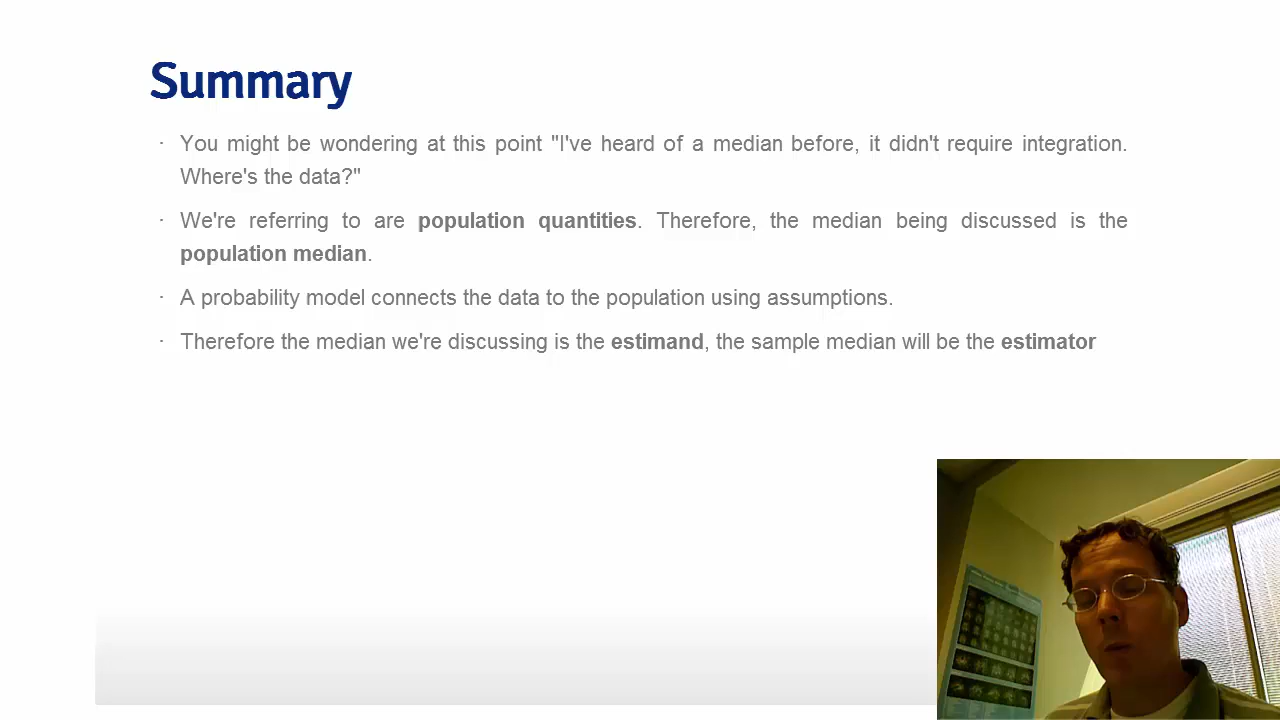 Summary
· You might be wondering at this point "I've heard of a median before, it didn't require integration.
Where's the data?"
· We're referring to are population quantities. Therefore, the median being discussed is the
population median.
· A probability model connects the data to the population using assumptions.
· Therefore the median we're discussing is the estimand, the sample median will be the estimator